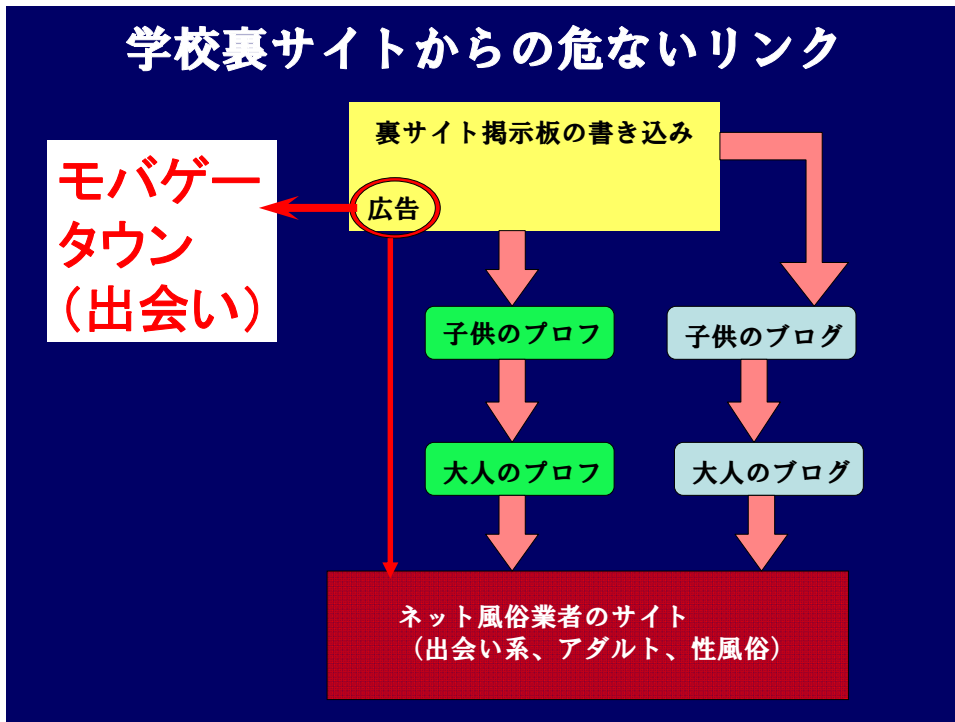 学校裏サイトからの危ないリンク
裏サイト掲示板の書き込み
広告
モバゲー
タウン
（出会い）
子供のプロフ
子供のブログ
大人のプロフ
大人のブログ
ネット風俗業者のサイト
（出会い系、アダルト、性風俗）